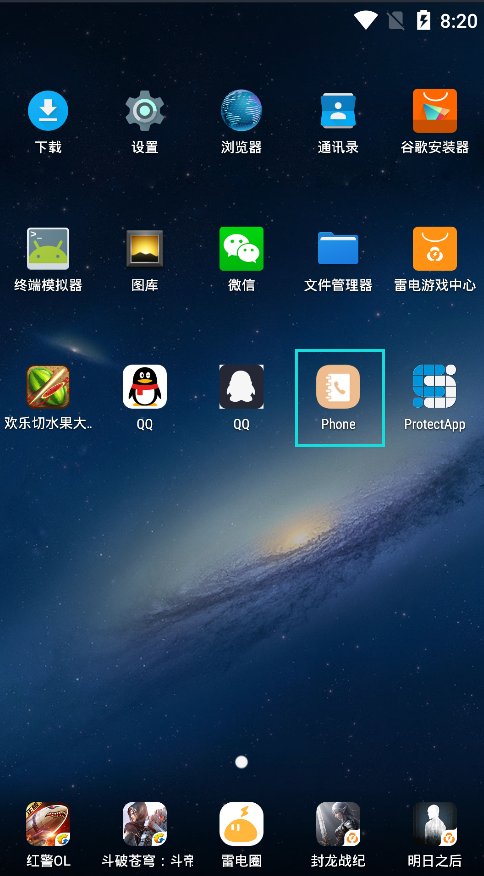 8:20
下载
设置
浏览器
通讯录
谷歌安装器
终端模拟器
图库
微信
文件管理器
雷电游戏中心
欢乐切水果大..
QQ
QQ
Phone
ProtectApp
红警OL
斗破苍穹：斗帝
雷电圈
封龙战纪
明日之后